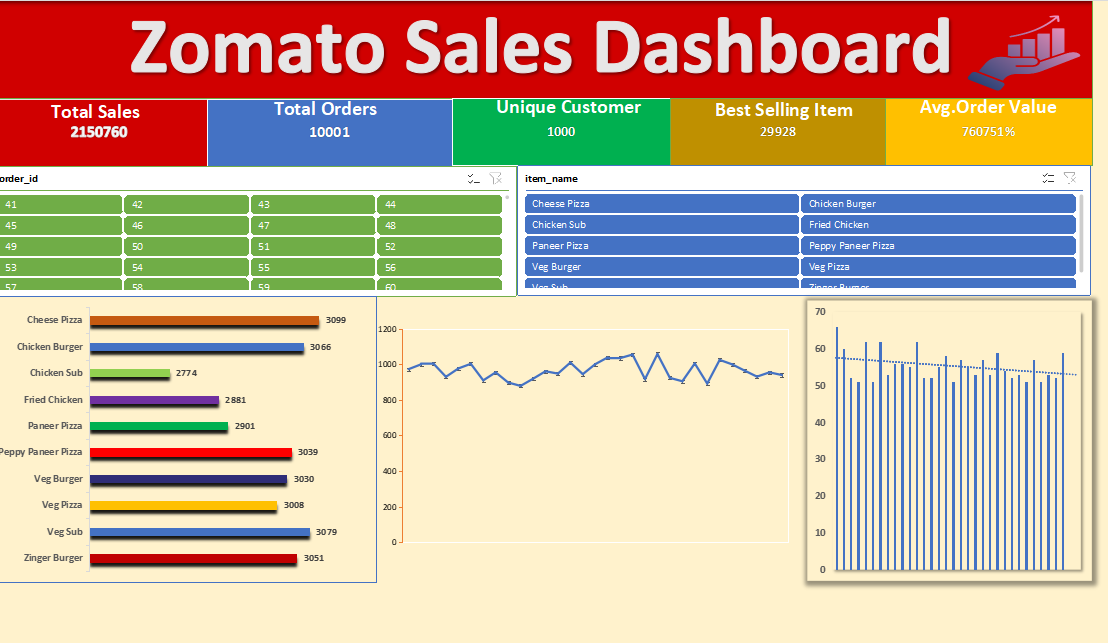 Zomato Sales Dashboard
Total Sales
2150760
Total Orders
10001
Unique Customer
1000
Best Selling Item
29928
Avg.Order Value
760751%
order_id
41 42 43 44
45 46 47 48
49 50 51 52
53 54 55 56
57 58 59 60
item_name
Cheese Pizza Chicken Burger
Chicken Sub Fried Chicken
Paneer Pizza Peppy Paneer Pizza
Veg Burger Veg Pizza
Veg Sub Zinger Burger
Cheese Pizza 3099
Chicken Burger 3066
Chicken Sub 2774
Fried Chicken 2881
Paneer Pizza 2901
Peppy Paneer Pizza 3039
Veg Burger 3030
Veg Pizza 3008
Veg Sub 3079
Zinger Burger 3051
1200
1000
800
600
400
200
0
70
60
50
40
30
20
10
0